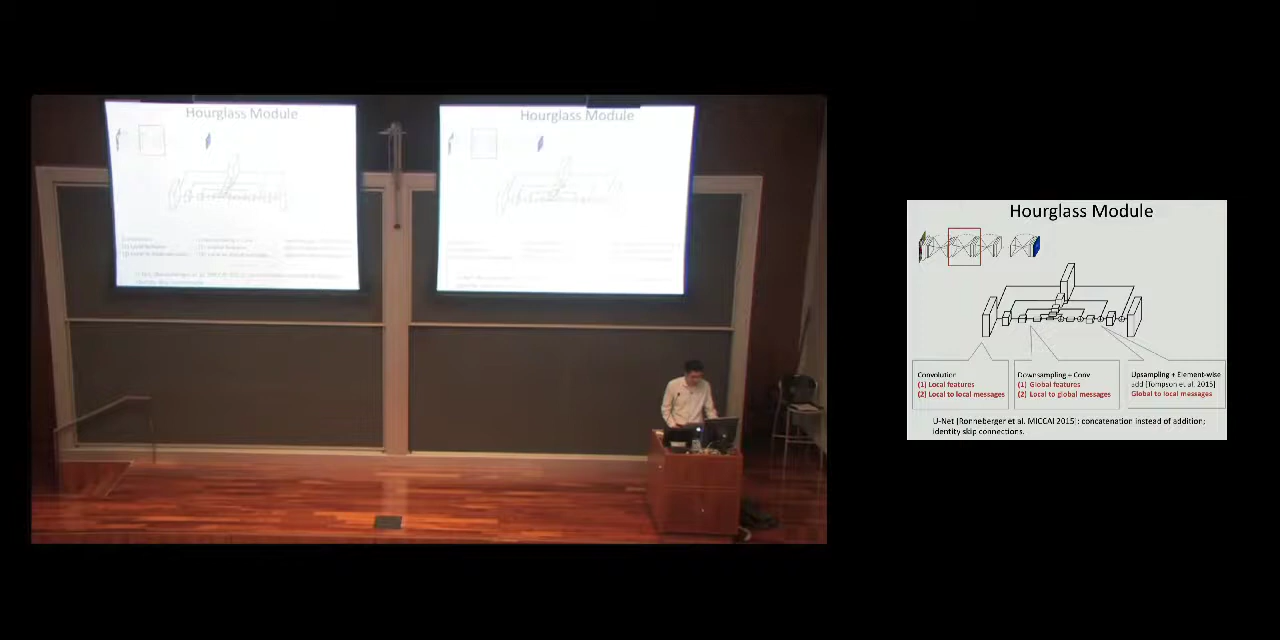 Hourglass Module
Hourglass Module
Hourglass Module
Convolution
(1) Local features
(2) Local to local messages
Downsampling + Conv
(1) Global features
(2) Local to global messages
Upsampling + Element-wise
add [Tompson et al. 2015]
Global to local messages
U-Net [Ronneberger et al. MICCAI 2015]: concatenation instead of addition;
identity skip connections.